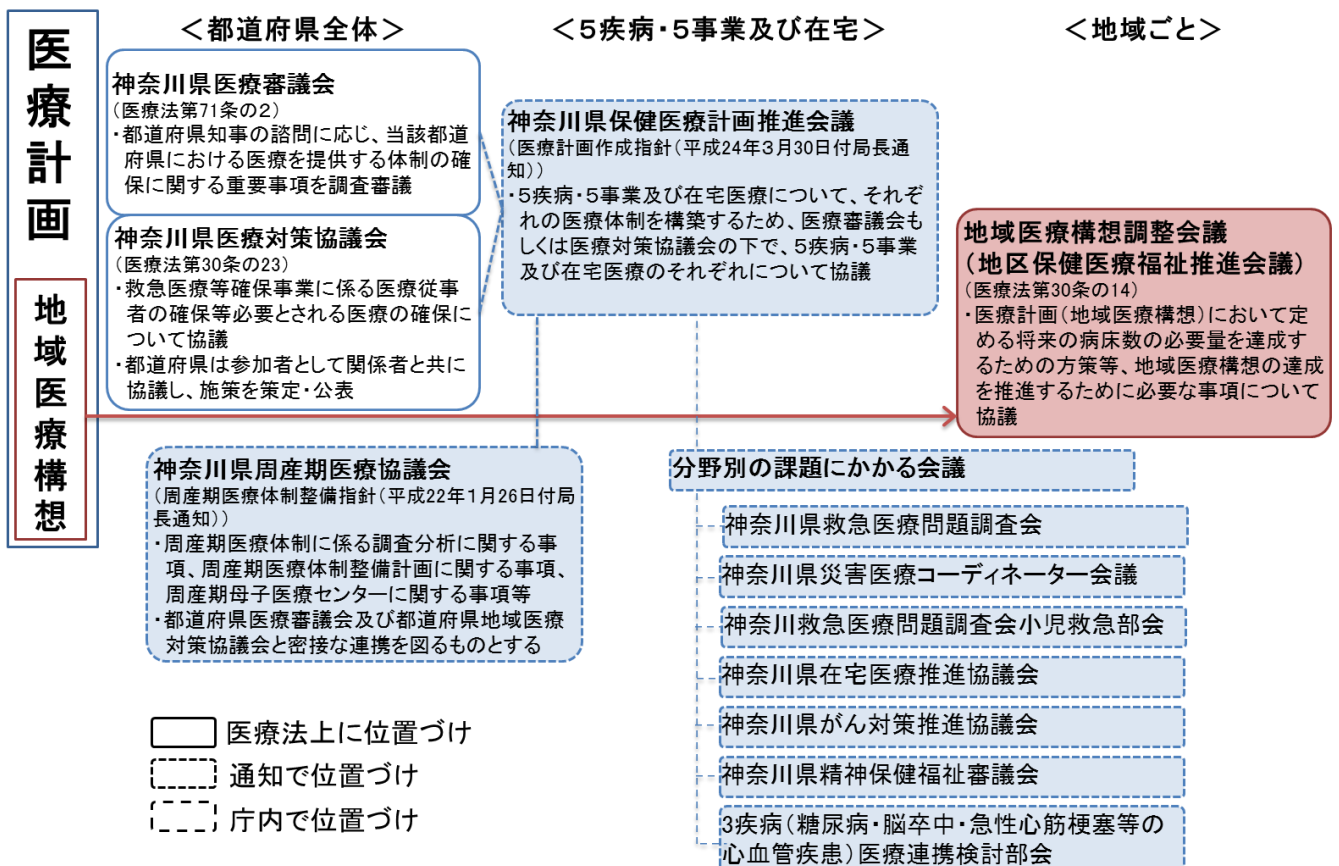 医療計画
地域医療構想
＜都道府県全体＞
＜5疾病・5事業及び在宅＞
＜地域ごと＞
神奈川県医療審議会
（医療法第71条の2）
・都道府県知事の諮問に応じ、当該都道
府県における医療を提供する体制の確
保に関する重要事項を調査審議
神奈川県医療対策協議会
（医療法第30条の23）
・救急医療等確保事業に係る医療従事
者の確保等必要とされる医療の確保に
ついて協議
・都道府県は参加者として関係者と共に
協議し、施策を策定・公表
神奈川県保健医療計画推進会議
（医療計画作成指針（平成24年3月30日付局長通
知））
・5疾病・5事業及び在宅医療について、それぞ
れの医療体制を構築するため、医療審議会も
しくは医療対策協議会の下で、5疾病・5事業
及び在宅医療のそれぞれについて協議
地域医療構想調整会議
（地区保健医療福祉推進会議）
（医療法第30条の14）
・医療計画（地域医療構想）において定
める将来の病床数の必要量を達成す
るための方策等、地域医療構想の達成
を推進するために必要な事項について
協議
神奈川県周産期医療協議会
（周産期医療体制整備指針（平成22年1月26日付局
長通知））
・周産期医療体制に係る調査分析に関する事
項、周産期医療体制整備計画に関する事項、
周産期母子医療センターに関する事項等
・都道府県医療審議会及び都道府県地域医療
対策協議会と密接な連携を図るものとする
分野別の課題にかかる会議
神奈川県救急医療問題調査会
神奈川県災害医療コーディネーター会議
神奈川救急医療問題調査会小児救急部会
神奈川県在宅医療推進協議会
神奈川県がん対策推進協議会
神奈川県精神保健福祉審議会
3疾病（糖尿病・脳卒中・急性心筋梗塞等の
心血管疾患）医療連携検討部会
医療法上に位置づけ
通知で位置づけ
庁内で位置づけ